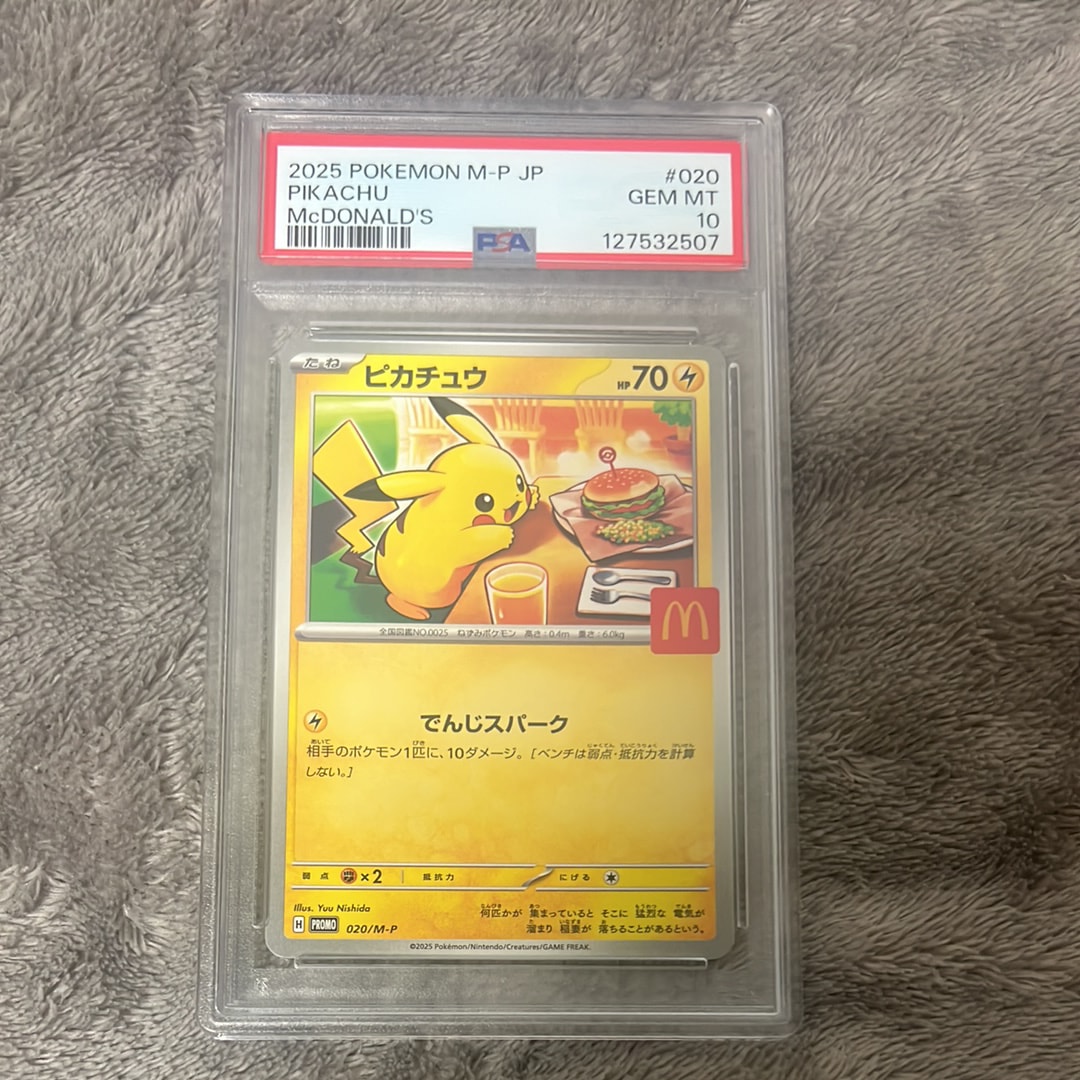 2025 POKEMON M-P JP #020
PIKACHU GEM MT
McDONALD'S 10
PSA 127532507
たね ピカチュウ HP70
全国図鑑NO.0025 ねずみポケモン 高さ:0.4m 重さ:6.0kg
でんじスパーク
相手のポケモン1匹に、10ダメージ。[ベンチは弱点・抵抗力を計算
しない。]
弱点 ×2 抵抗力 にげる
Illus. Yuu Nishida
何匹かが 集まっていると そこに 猛烈な 電気が
溜まり 稲妻が 落ちることがあるという。
H PROMO 020/M-P
©2025 Pokémon/Nintendo/Creatures/GAME FREAK.